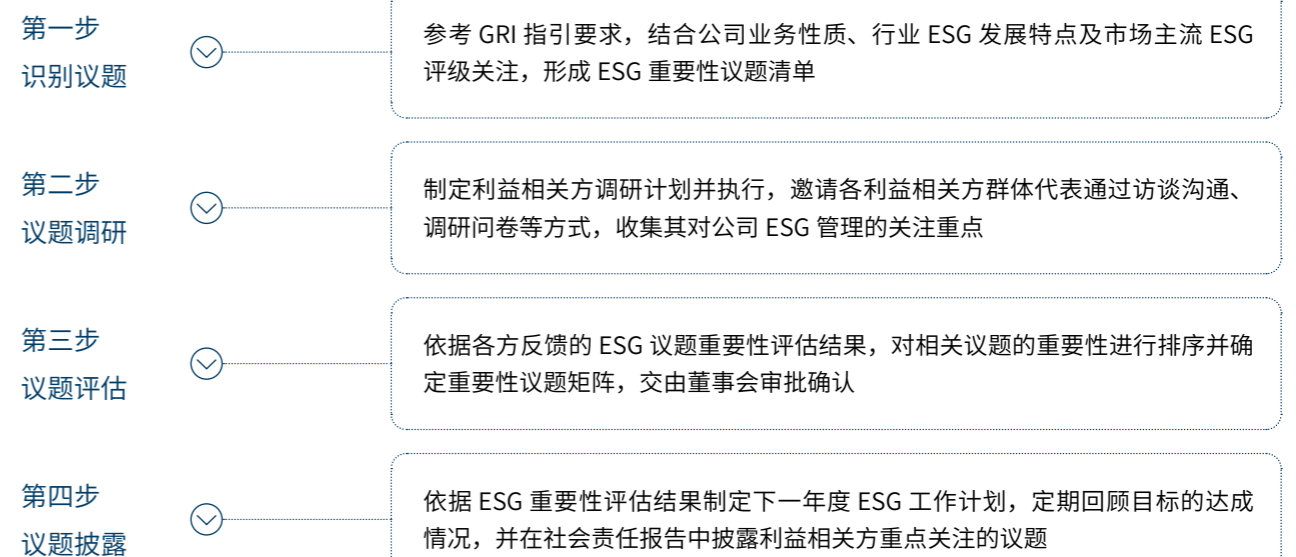 第一步
识别议题
参考 GRI 指引要求，结合公司业务性质、行业 ESG 发展特点及市场主流 ESG
评级关注，形成 ESG 重要性议题清单
第二步
议题调研
制定利益相关方调研计划并执行，邀请各利益相关方群体代表通过访谈沟通、
调研问卷等方式，收集其对公司 ESG 管理的关注重点
第三步
议题评估
依据各方反馈的 ESG 议题重要性评估结果，对相关议题的重要性进行排序并确
定重要性议题矩阵，交由董事会审批确认
第四步
议题披露
依据 ESG 重要性评估结果制定下一年度 ESG 工作计划，定期回顾目标的达成
情况，并在社会责任报告中披露利益相关方重点关注的议题